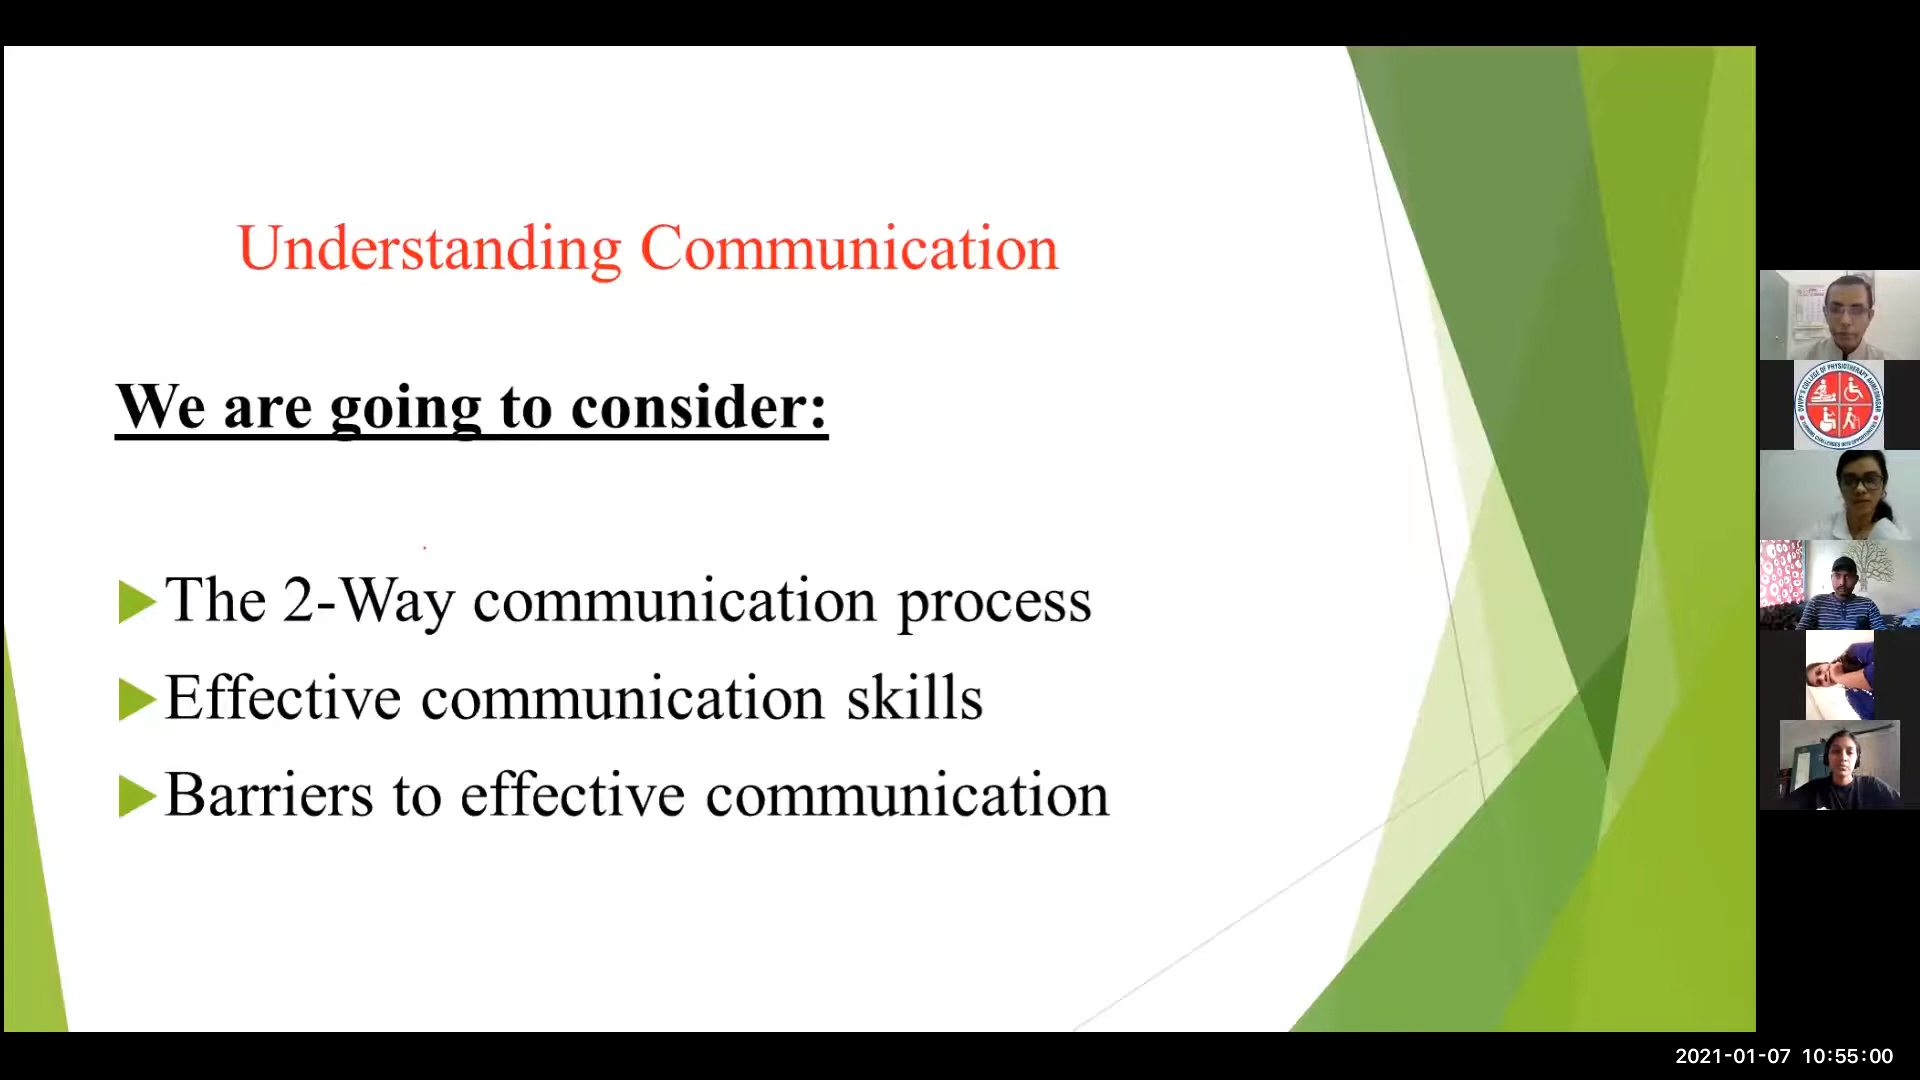 Understanding Communication
We are going to consider:
The 2-Way communication process
Effective communication skills
Barriers to effective communication
2021-01-07 10:55:00